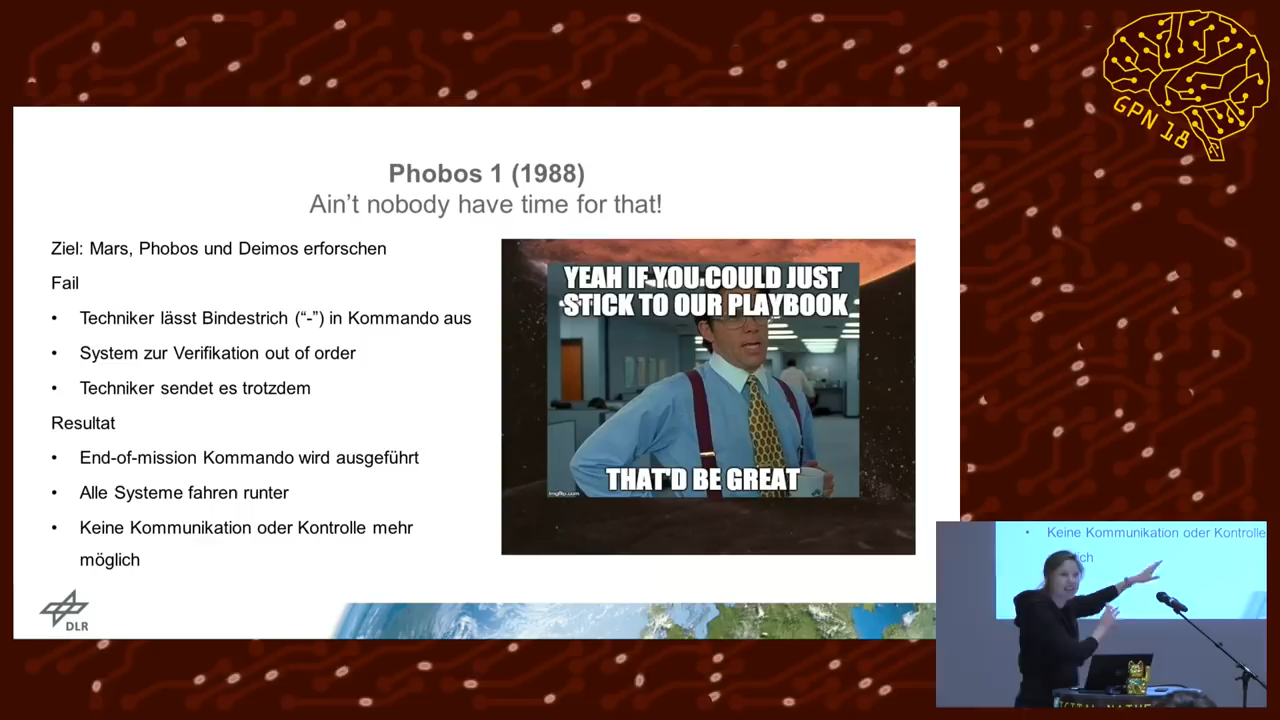 GPN 18
Phobos 1 (1988)
Ain’t nobody have time for that!
Ziel: Mars, Phobos und Deimos erforschen
Fail
• Techniker lässt Bindestrich (“-”) in Kommando aus
• System zur Verifikation out of order
• Techniker sendet es trotzdem
Resultat
• End-of-mission Kommando wird ausgeführt
• Alle Systeme fahren runter
• Keine Kommunikation oder Kontrolle mehr
möglich
YEAH IF YOU COULD JUST
STICK TO OUR PLAYBOOK
THAT'D BE GREAT
imgflip.com
DLR
• Keine Kommunikation oder Kontrolle